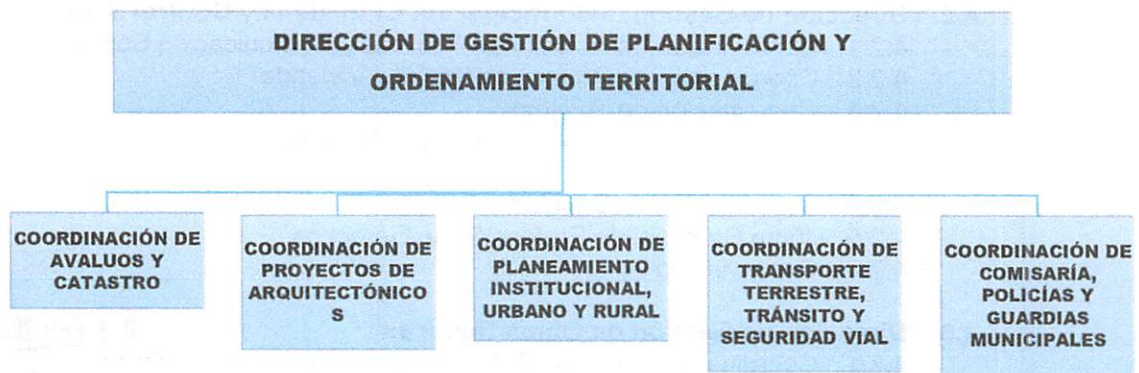 DIRECCIÓN DE GESTIÓN DE PLANIFICACIÓN Y
ORDENAMIENTO TERRITORIAL
COORDINACIÓN DE
AVALUOS Y
CATASTRO
COORDINACIÓN DE
PROYECTOS DE
ARQUITECTÓNICO
S
COORDINACIÓN DE
PLANEAMIENTO
INSTITUCIONAL,
URBANO Y RURAL
COORDINACIÓN DE
TRANSPORTE
TERRESTRE,
TRÁNSITO Y
SEGURIDAD VIAL
COORDINACIÓN DE
COMISARÍA,
POLICÍAS Y
GUARDIAS
MUNICIPALES